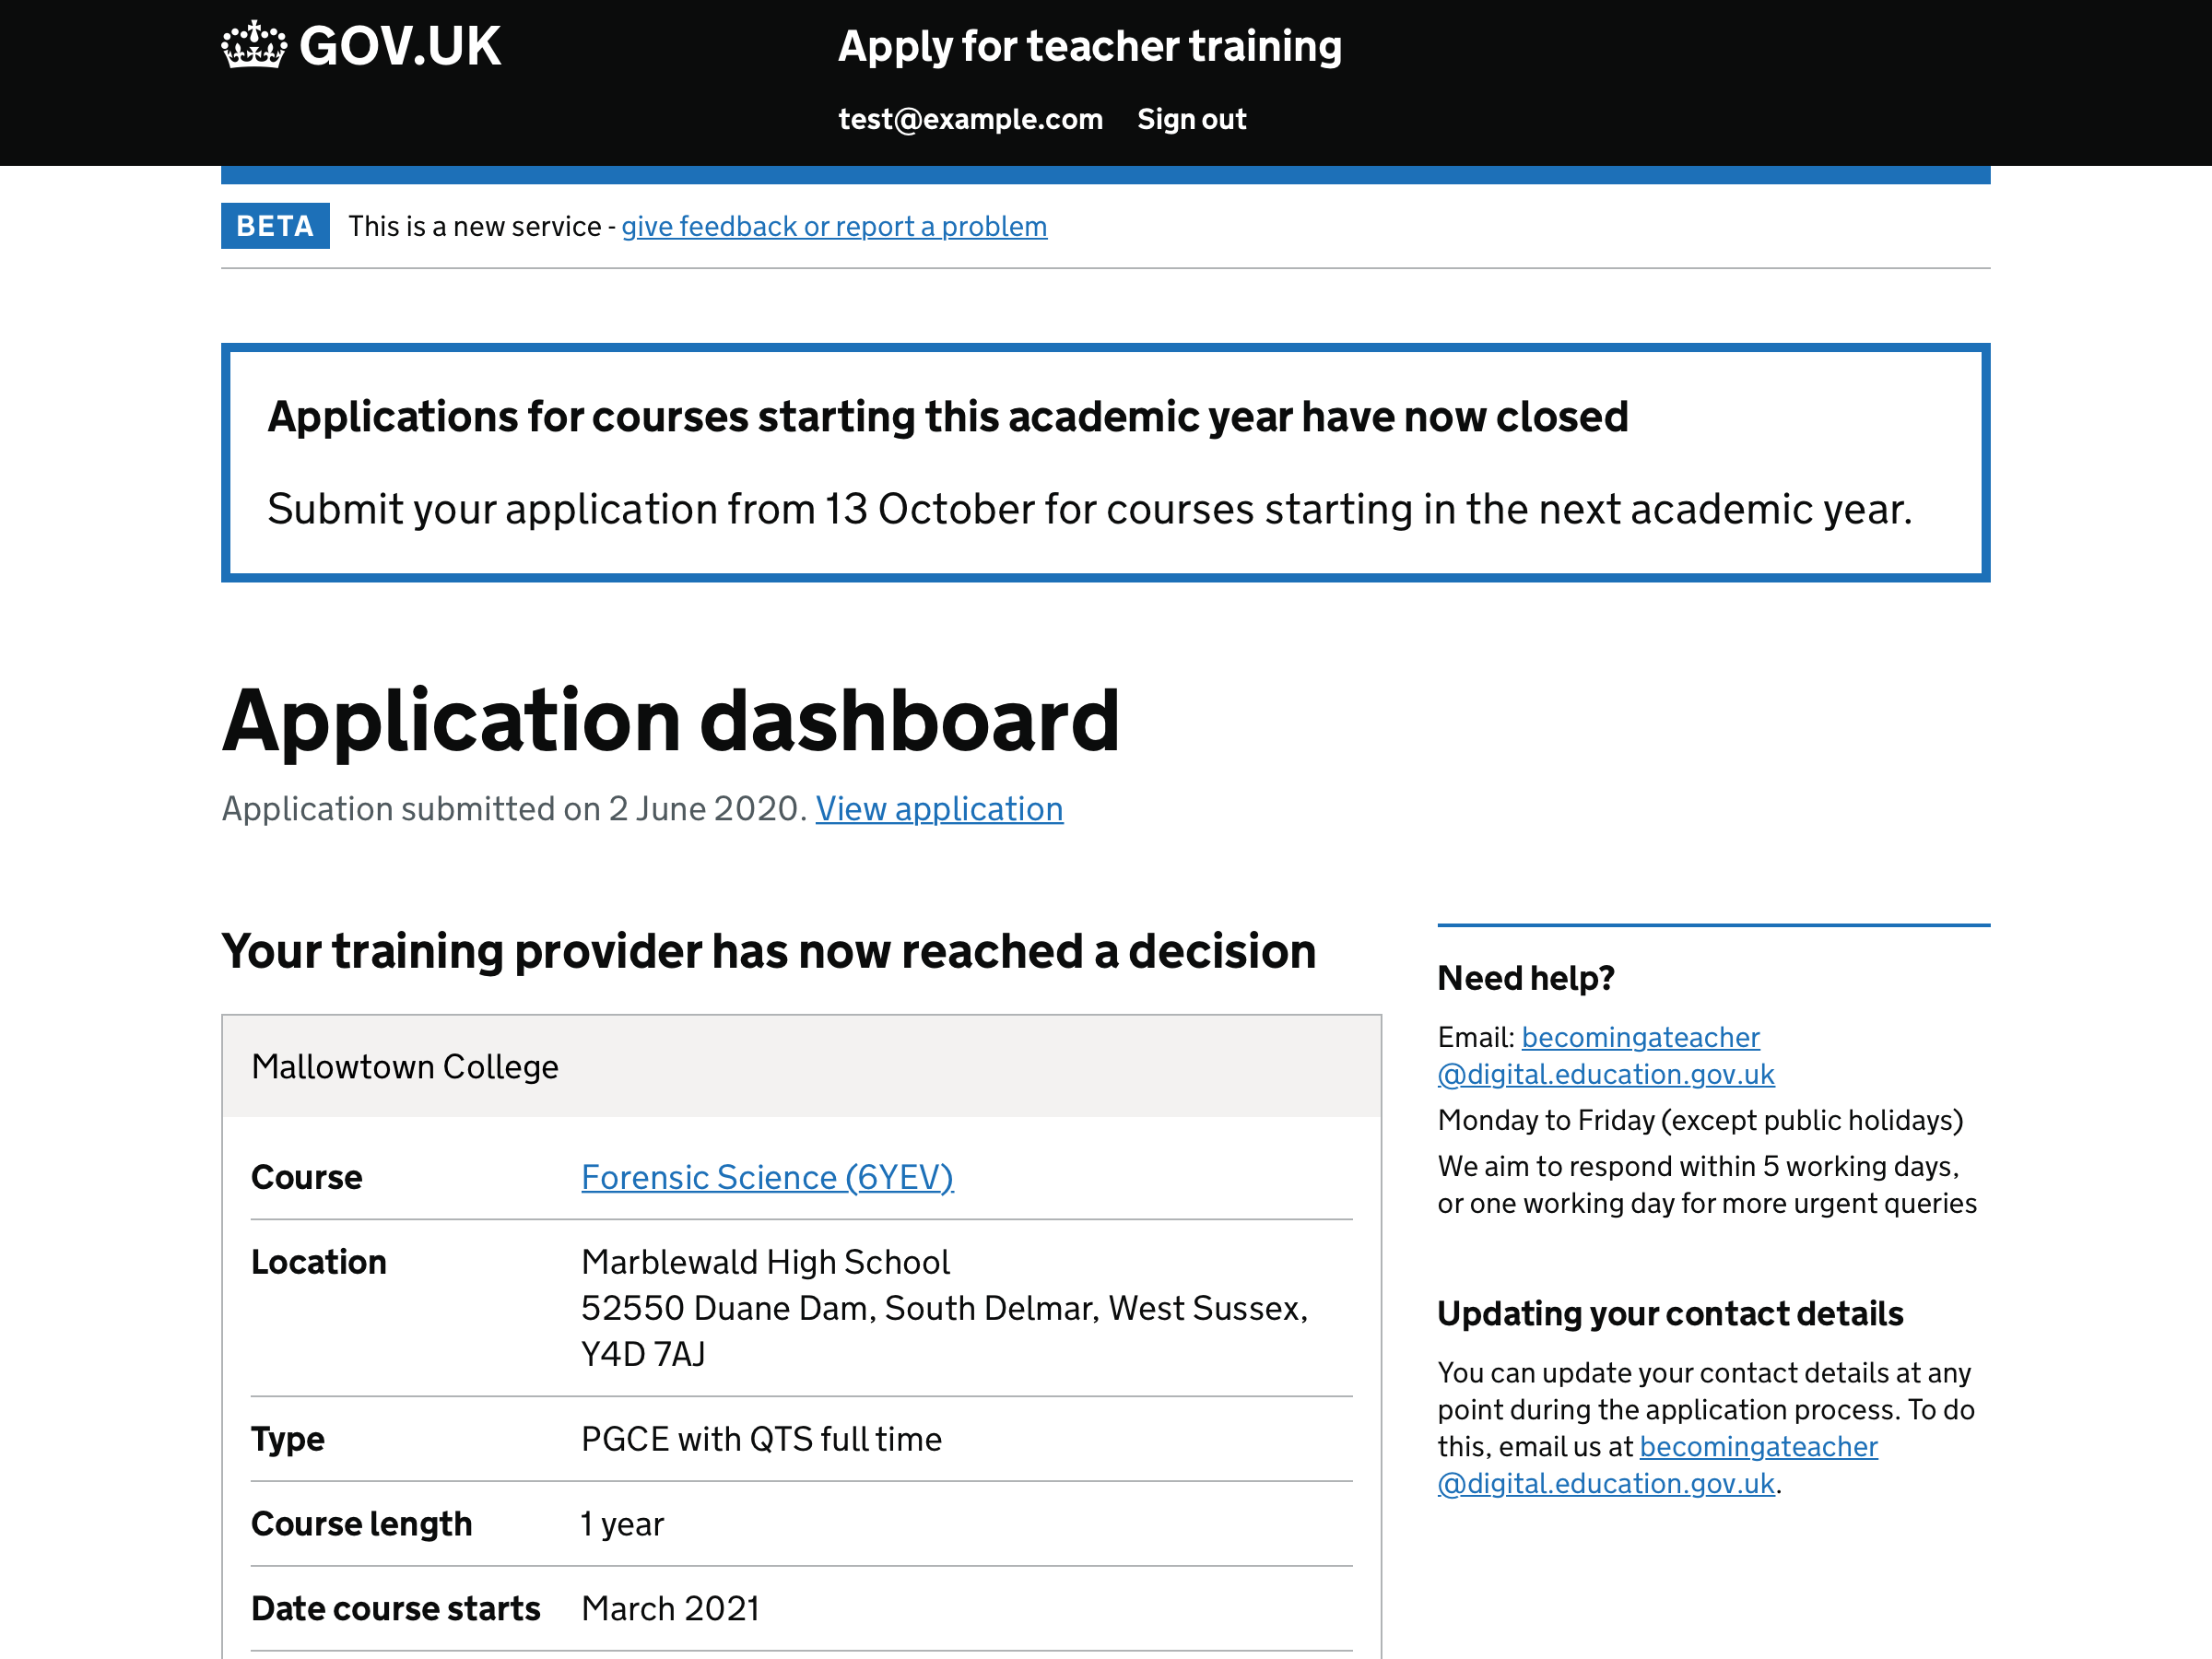 GOV.UK
Apply for teacher training
test@example.com Sign out
BETA This is a new service - give feedback or report a problem
Applications for courses starting this academic year have now closed
Submit your application from 13 October for courses starting in the next academic year.
Application dashboard
Application submitted on 2 June 2020. View application
Your training provider has now reached a decision
Mallowtown College
Course Forensic Science (6YEV)
Location Marblewald High School
52550 Duane Dam, South Delmar, West Sussex,
Y4D 7AJ
Type PGCE with QTS full time
Course length 1 year
Date course starts March 2021
Need help?
Email: becomingateacher
@digital.education.gov.uk
Monday to Friday (except public holidays)
We aim to respond within 5 working days,
or one working day for more urgent queries
Updating your contact details
You can update your contact details at any
point during the application process. To do
this, email us at becomingateacher
@digital.education.gov.uk.